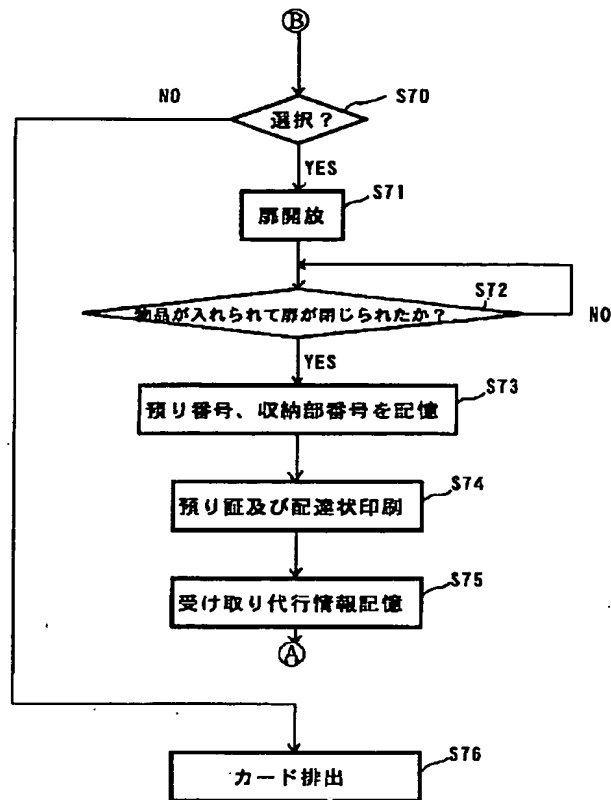 B
NO
S70
選択?
YES
S71
扉開放
S72
物品が入れられて扉が閉じられたか?
NO
YES
S73
預り番号、収納部番号を記憶
S74
預り証及び配達状印刷
S75
受け取り代行情報記憶
A
S76
カード排出